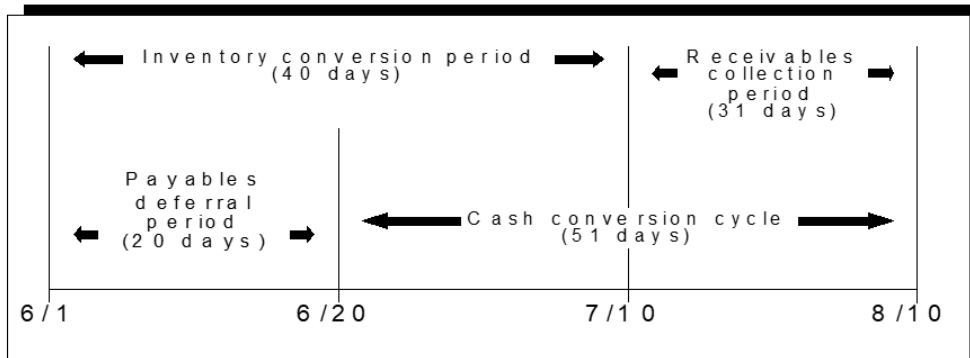 Inventory conversion period
(40 days)
Receivables
collection
period
(31 days)
Payables
deferral
period
(20 days)
Cash conversion cycle
(51 days)
6/1
6/20
7/10
8/10